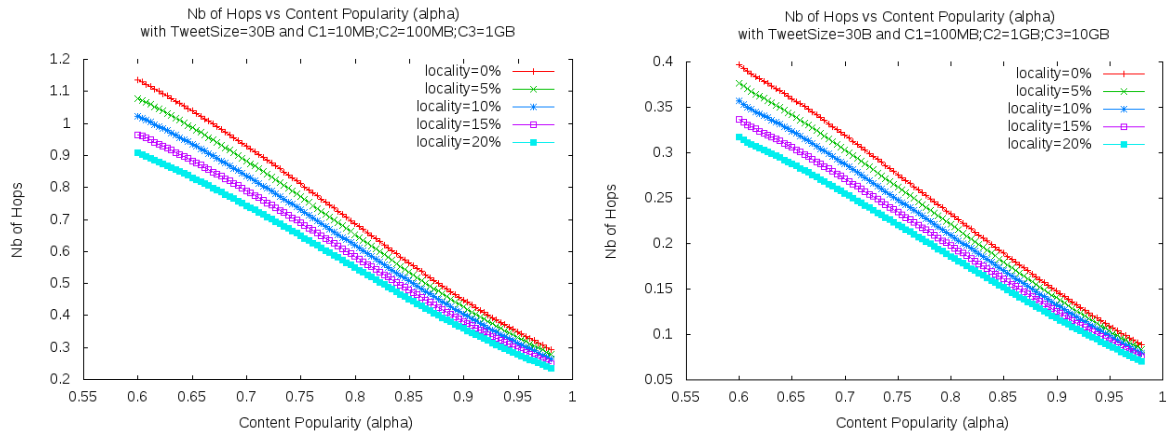 Nb of Hops vs Content Popularity (alpha)
with TweetSize=30B and C1=10MB;C2=100MB;C3=1GB
locality=0%
locality=5%
locality=10%
locality=15%
locality=20%
1.2
1.1
1
0.9
0.8
0.7
0.6
0.5
0.4
0.3
0.2
Nb of Hops
0.55 0.6 0.65 0.7 0.75 0.8 0.85 0.9 0.95 1
Content Popularity (alpha)
Nb of Hops vs Content Popularity (alpha)
with TweetSize=30B and C1=100MB;C2=1GB;C3=10GB
locality=0%
locality=5%
locality=10%
locality=15%
locality=20%
0.4
0.35
0.3
0.25
0.2
0.15
0.1
0.05
Nb of Hops
0.55 0.6 0.65 0.7 0.75 0.8 0.85 0.9 0.95 1
Content Popularity (alpha)